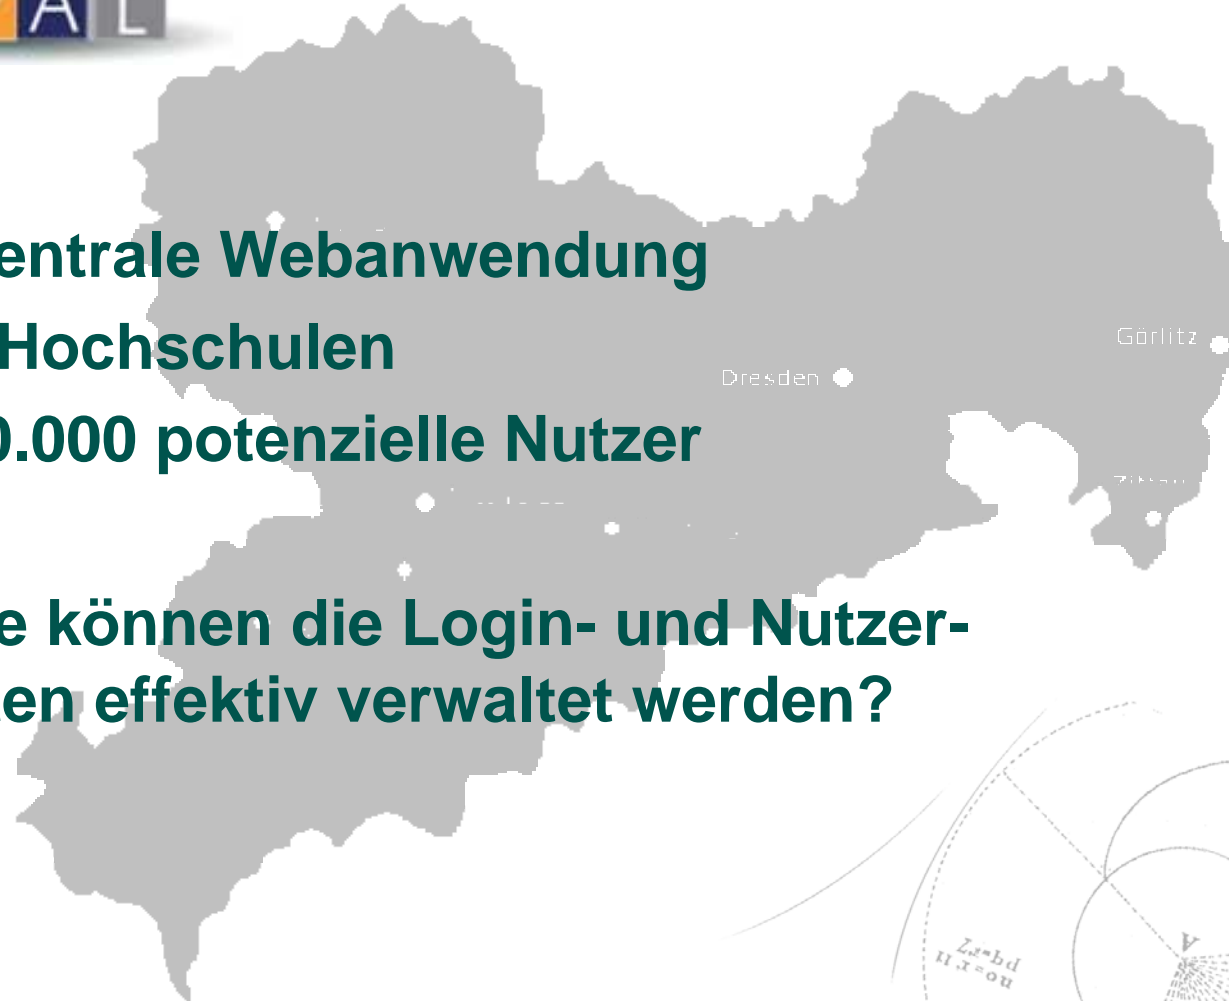 A L
entrale Webanwendung
Hochschulen
Görlitz
Dresden
0.000 potenzielle Nutzer
e können die Login- und Nutzer-
en effektiv verwaltet werden?
A